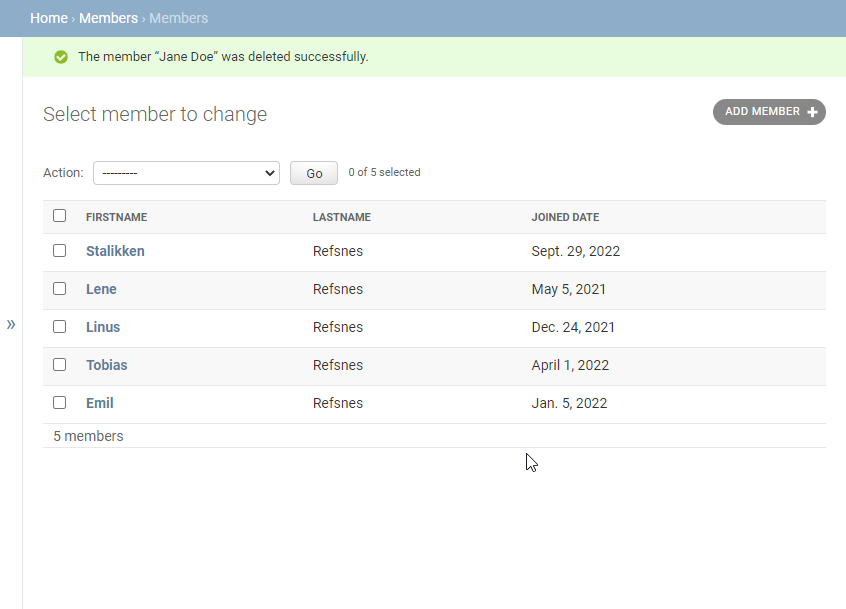 Home › Members › Members
The member “Jane Doe” was deleted successfully.
Select member to change
ADD MEMBER +
Action: --------- Go 0 of 5 selected
FIRSTNAME LASTNAME JOINED DATE
Stalikken Refsnes Sept. 29, 2022
Lene Refsnes May 5, 2021
»
Linus Refsnes Dec. 24, 2021
Tobias Refsnes April 1, 2022
Emil Refsnes Jan. 5, 2022
5 members